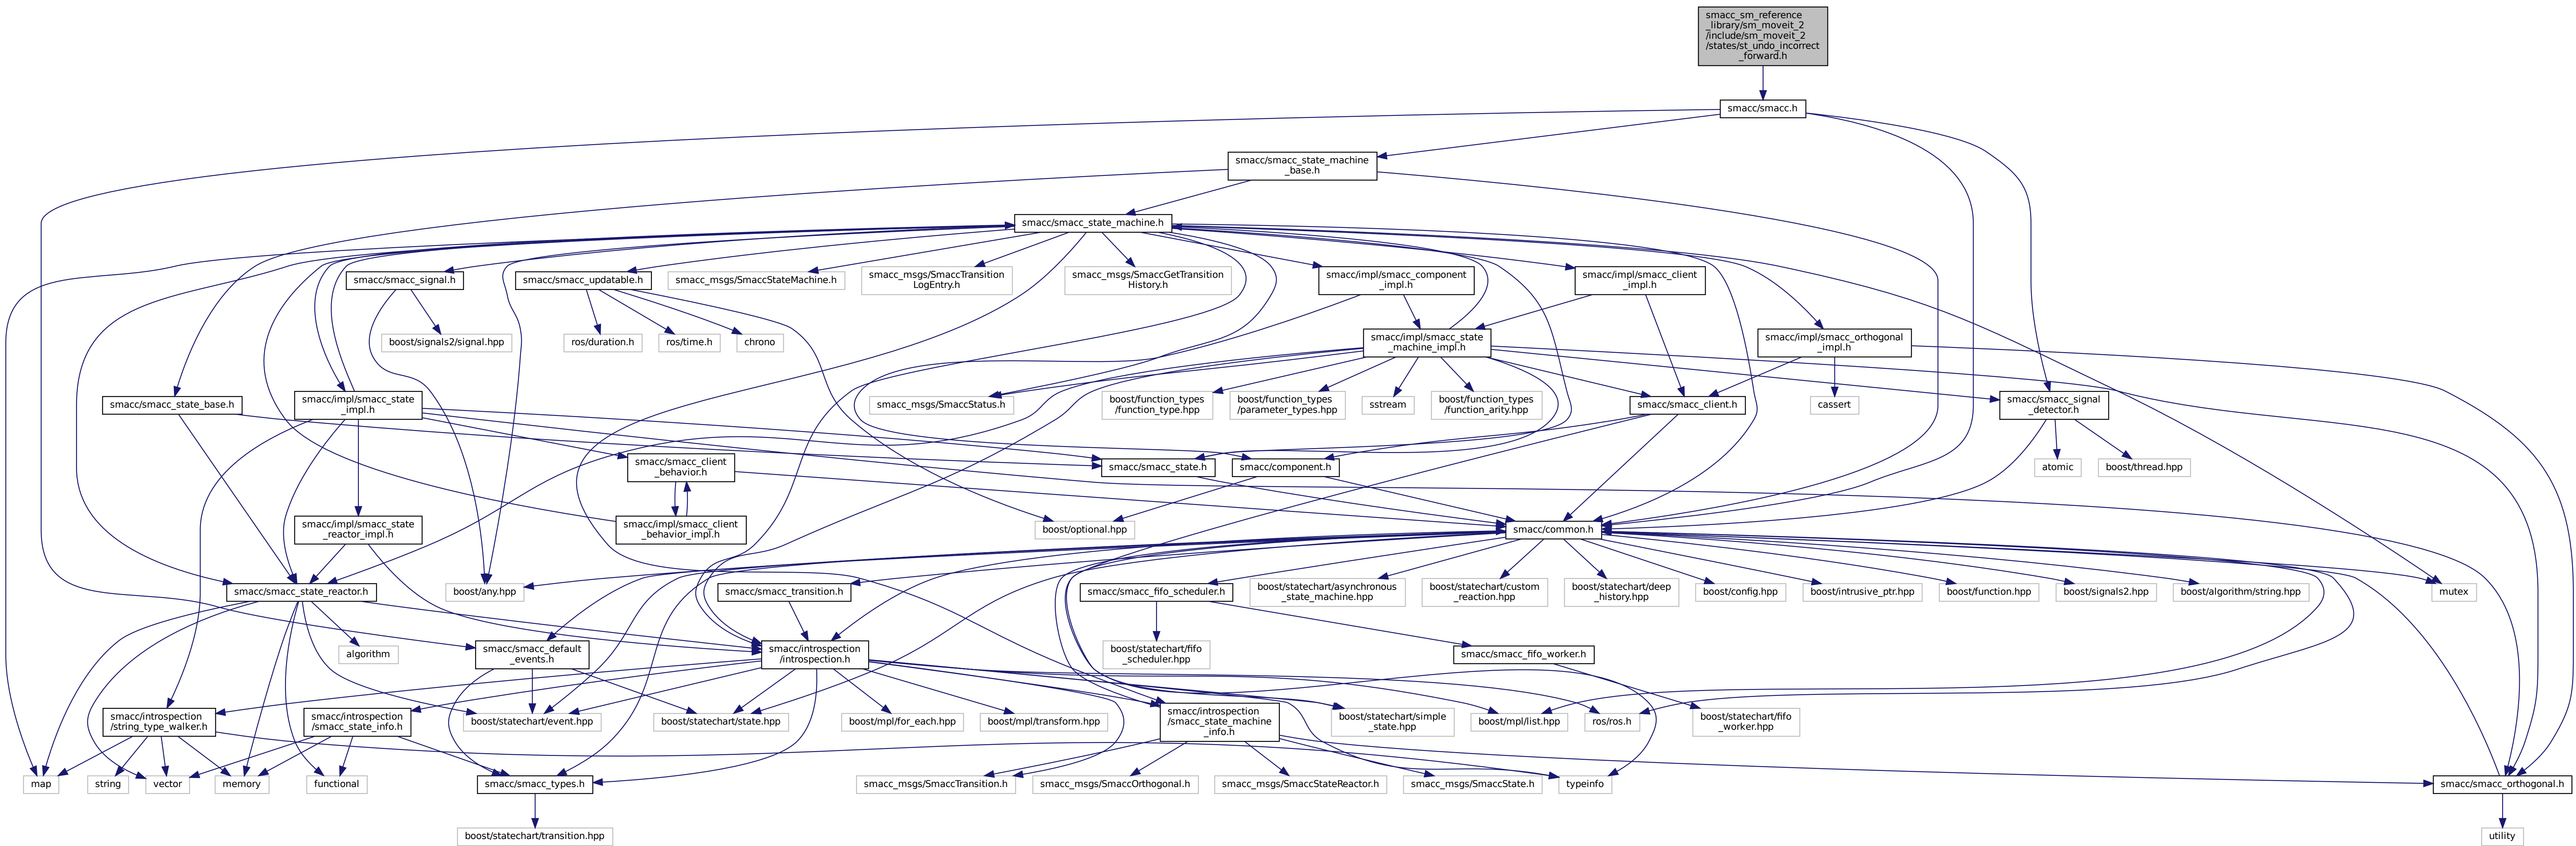 smacc_sm_reference
_library/sm_moveit_2
/include/sm_moveit_2
/states/st_undo_incorrect
_forward.h
smacc/smacc.h
smacc/smacc_state_machine
_base.h
smacc/smacc_state_machine.h
smacc/smacc_signal.h
smacc/smacc_updatable.h
smacc_msgs/SmaccStateMachine.h
smacc_msgs/SmaccTransition
LogEntry.h
smacc_msgs/SmaccGetTransition
History.h
smacc/impl/smacc_component
_impl.h
smacc/impl/smacc_client
_impl.h
boost/signals2/signal.hpp
ros/duration.h
ros/time.h
chrono
smacc/impl/smacc_state
_machine_impl.h
smacc/impl/smacc_orthogonal
_impl.h
smacc/smacc_state_base.h
smacc/impl/smacc_state
_impl.h
smacc_msgs/SmaccStatus.h
boost/function_types
/function_type.hpp
boost/function_types
/parameter_types.hpp
sstream
boost/function_types
/function_arity.hpp
smacc/smacc_client.h
cassert
smacc/smacc_signal
_detector.h
smacc/smacc_client
_behavior.h
smacc/smacc_state.h
smacc/component.h
atomic
boost/thread.hpp
smacc/impl/smacc_state
_reactor_impl.h
smacc/impl/smacc_client
_behavior_impl.h
boost/optional.hpp
smacc/common.h
smacc/smacc_state_reactor.h
boost/any.hpp
smacc/smacc_transition.h
smacc/smacc_fifo_scheduler.h
boost/statechart/asynchronous
_state_machine.hpp
boost/statechart/custom
_reaction.hpp
boost/statechart/deep
_history.hpp
boost/config.hpp
boost/intrusive_ptr.hpp
boost/function.hpp
boost/signals2.hpp
boost/algorithm/string.hpp
mutex
algorithm
smacc/smacc_default
_events.h
smacc/introspection
/introspection.h
boost/statechart/fifo
_scheduler.hpp
smacc/smacc_fifo_worker.h
smacc/introspection
/string_type_walker.h
smacc/introspection
/smacc_state_info.h
boost/statechart/event.hpp
boost/statechart/state.hpp
boost/mpl/for_each.hpp
boost/mpl/transform.hpp
smacc/introspection
/smacc_state_machine
_info.h
boost/statechart/simple
_state.hpp
boost/mpl/list.hpp
ros/ros.h
boost/statechart/fifo
_worker.hpp
map
string
vector
memory
functional
smacc/smacc_types.h
smacc_msgs/SmaccTransition.h
smacc_msgs/SmaccOrthogonal.h
smacc_msgs/SmaccStateReactor.h
smacc_msgs/SmaccState.h
typeinfo
smacc/smacc_orthogonal.h
boost/statechart/transition.hpp
utility